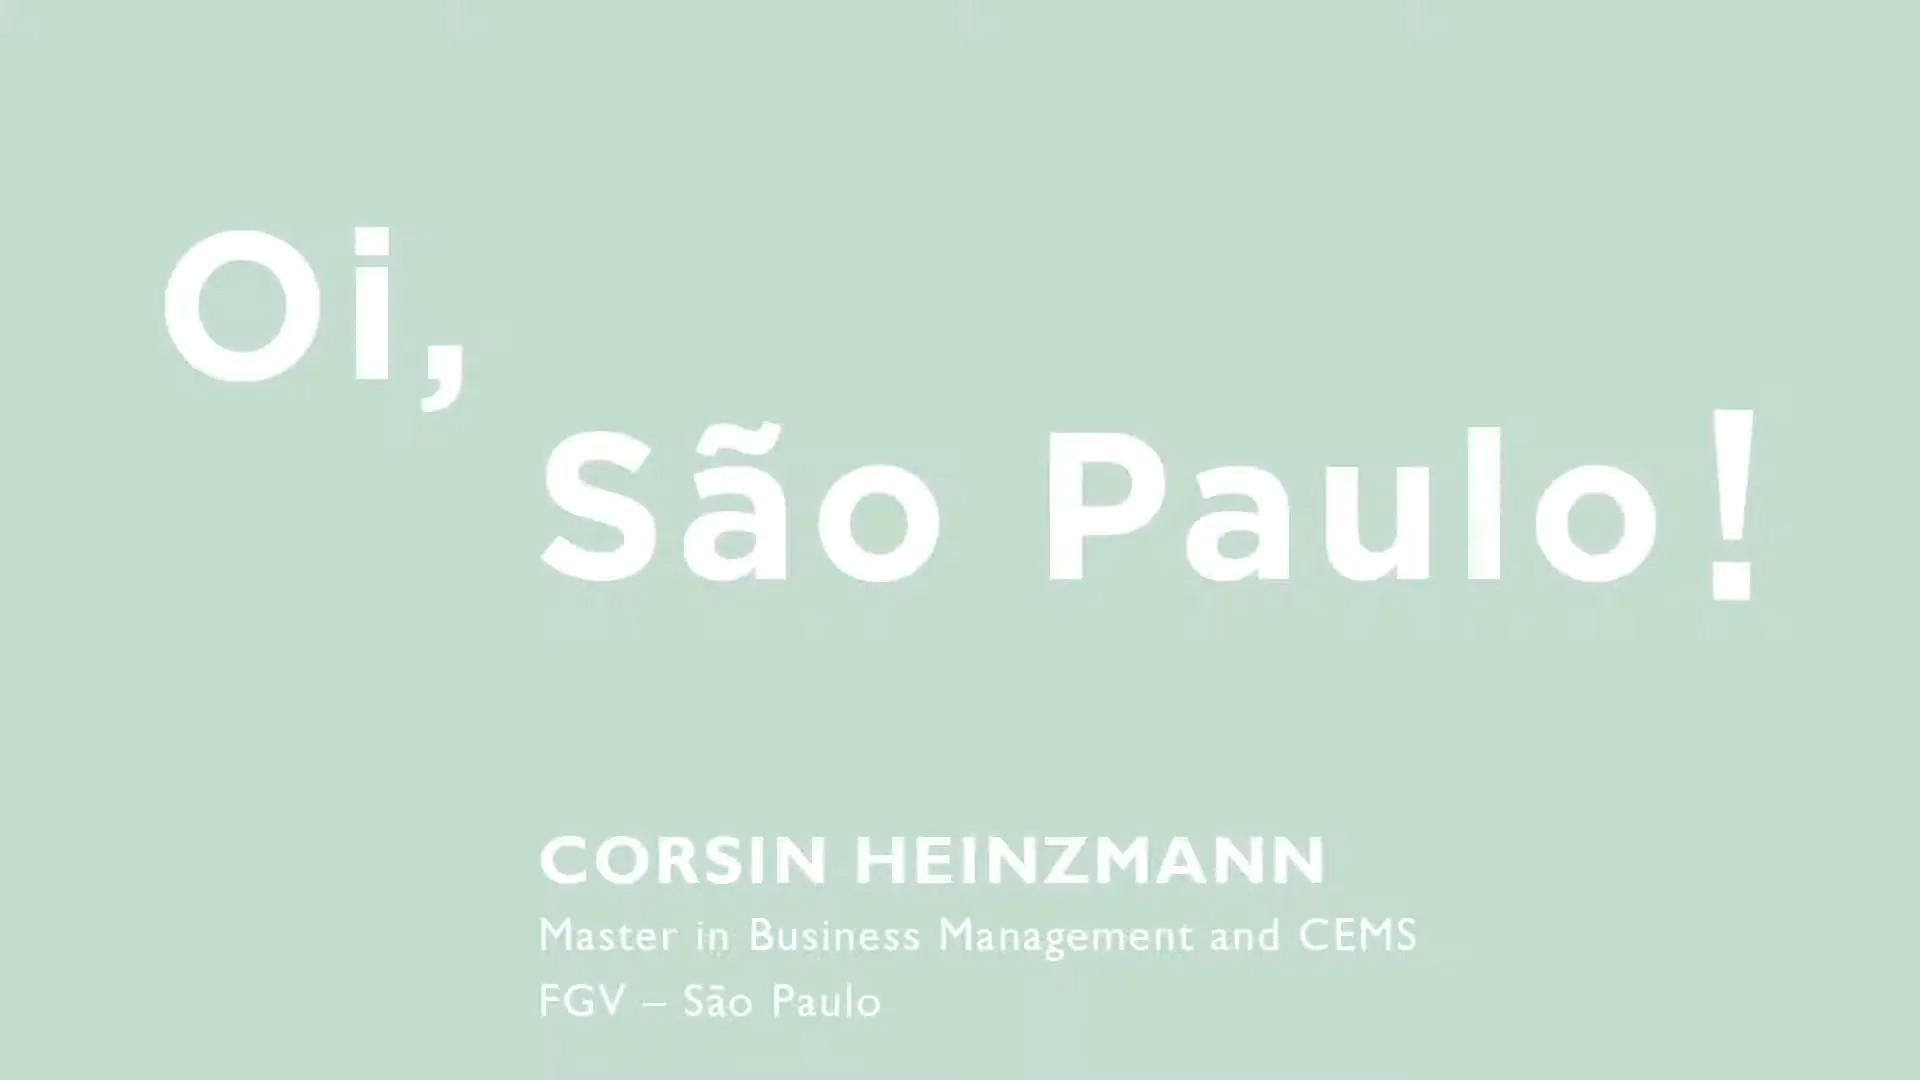 Oi,
São Paulo!
CORSIN HEINZMANN
Master in Business Management and CEMS
FGV – São Paulo